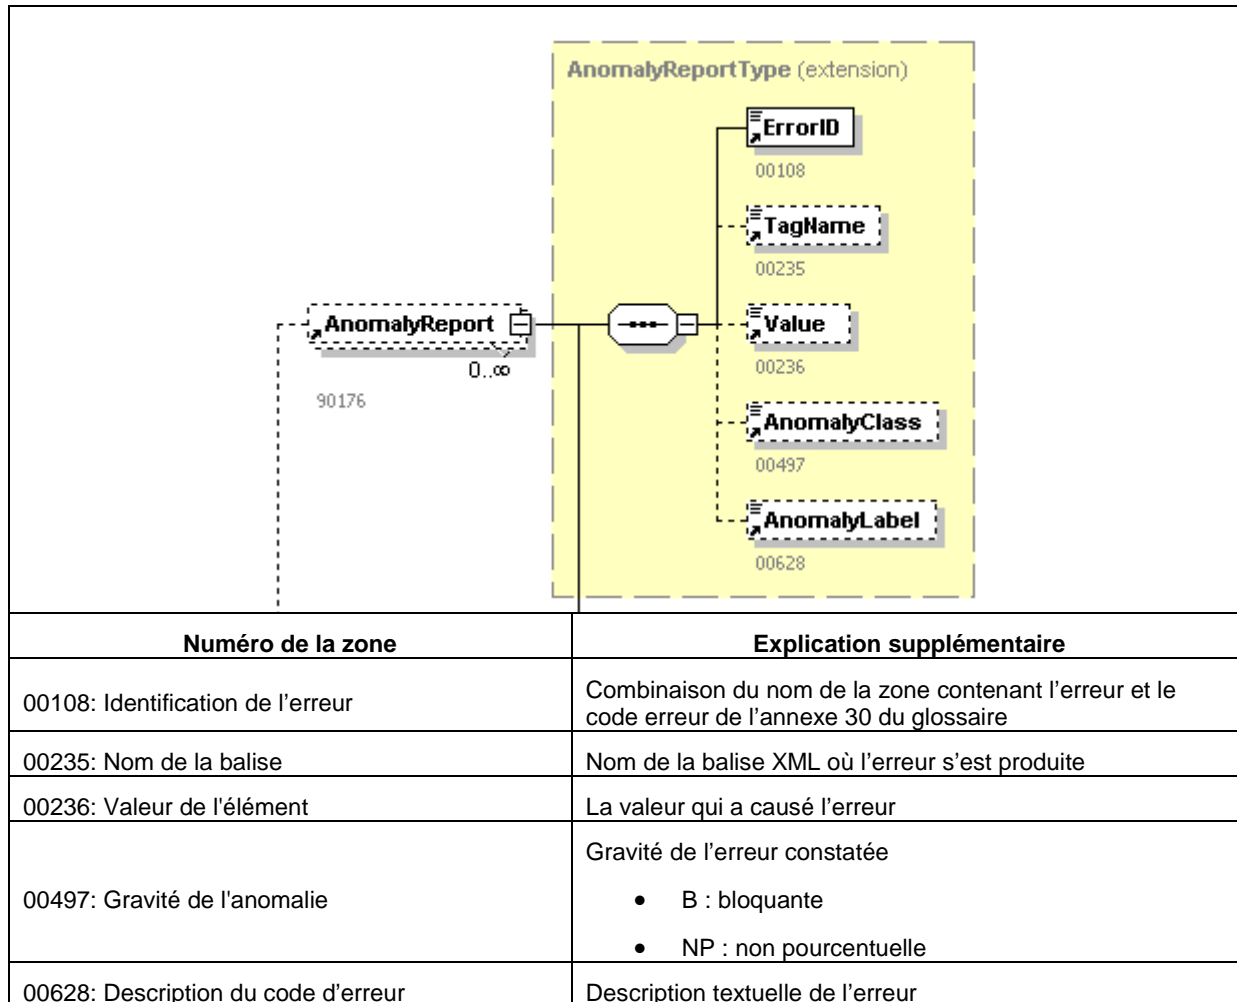 AnomalyReportType (extension)
ErrorID
00108
TagName
00235
AnomalyReport
0..∞
90176
Value
00236
AnomalyClass
00497
AnomalyLabel
00628
Numéro de la zone
Explication supplémentaire
00108: Identification de l’erreur
Combinaison du nom de la zone contenant l’erreur et le
code erreur de l’annexe 30 du glossaire
00235: Nom de la balise
Nom de la balise XML où l’erreur s’est produite
00236: Valeur de l'élément
La valeur qui a causé l’erreur
00497: Gravité de l'anomalie
Gravité de l’erreur constatée
• B : bloquante
• NP : non pourcentuelle
00628: Description du code d'erreur
Description textuelle de l’erreur